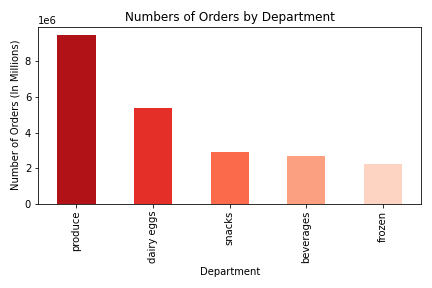 Numbers of Orders by Department
1e6
Number of Orders (In Millions)
8
6
4
2
0
produce
dairy eggs
snacks
beverages
frozen
Department